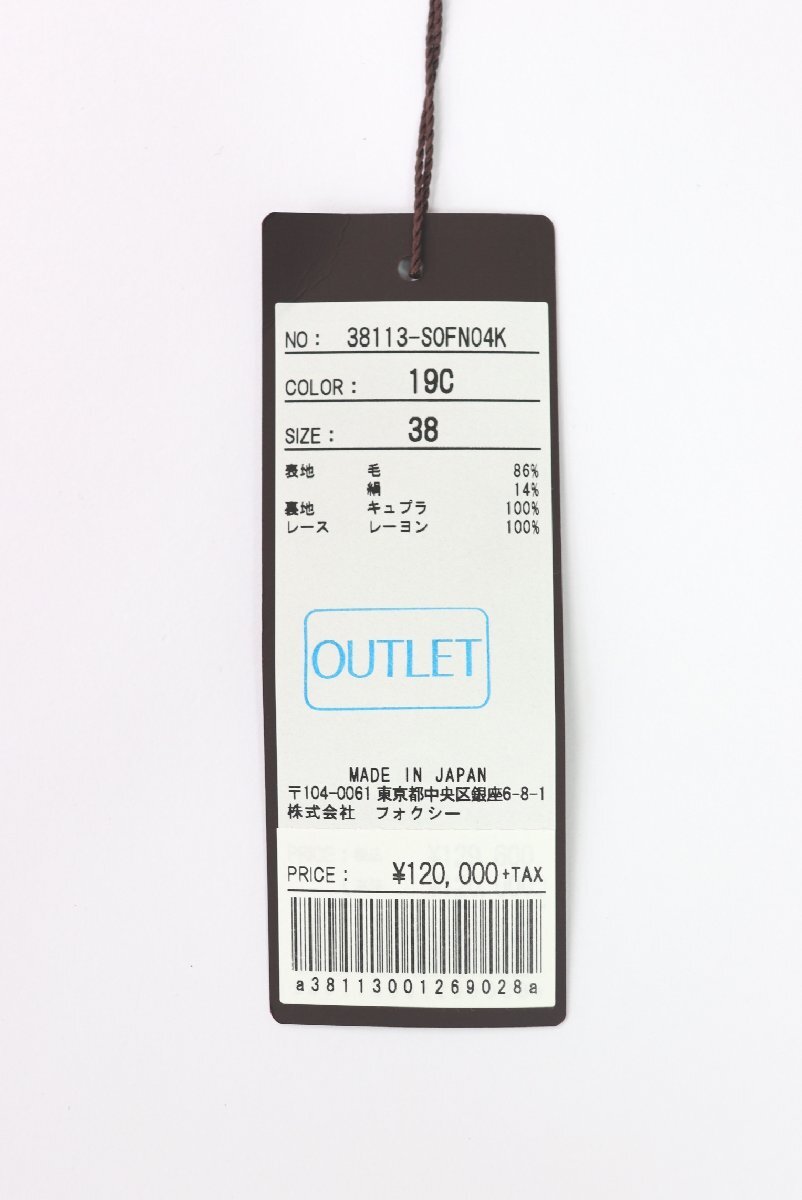 NO： 38113-S0FN04K
COLOR： 19C
SIZE： 38
表地 毛 86%
絹 14%
裏地 キュプラ 100%
レース レーヨン 100%
OUTLET
MADE IN JAPAN
〒104-0061 東京都中央区銀座6-8-1
株式会社 フォクシー
PRICE： ¥120,000+TAX
a38113001269028a